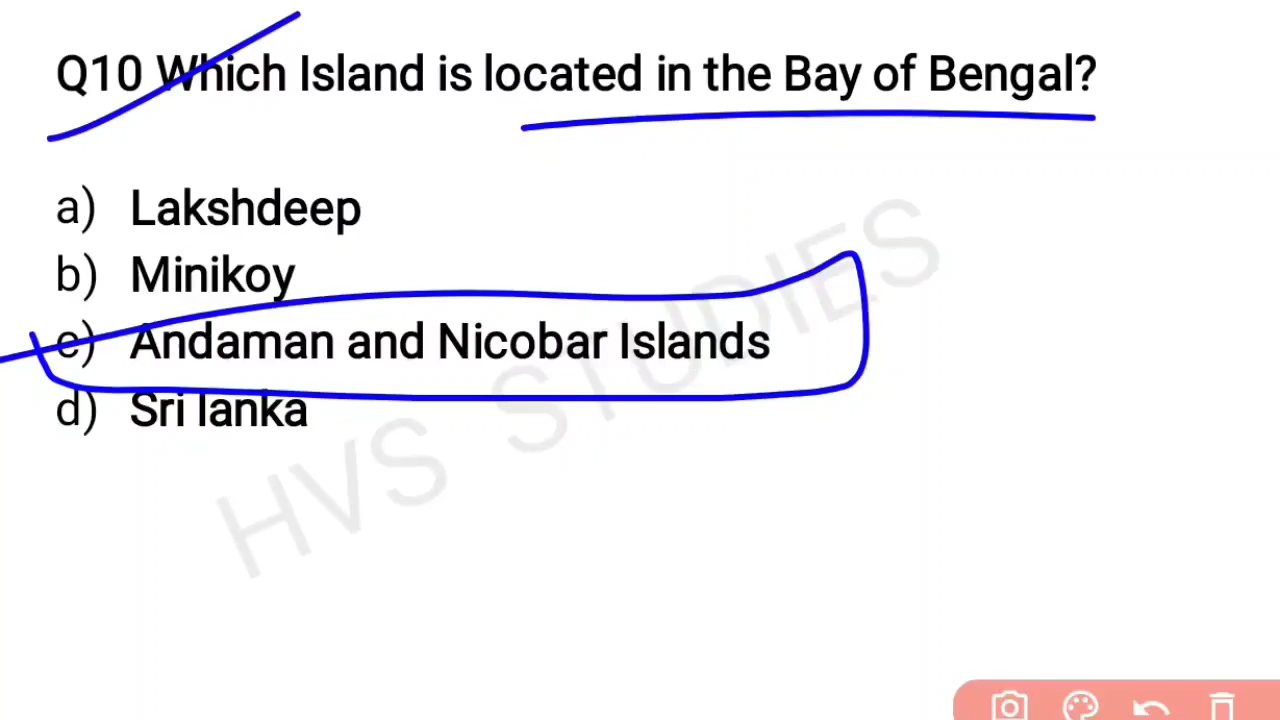 Q10 Which Island is located in the Bay of Bengal?
a) Lakshdeep
b) Minikoy
c) Andaman and Nicobar Islands
d) Sri lanka
HVS STUDIES